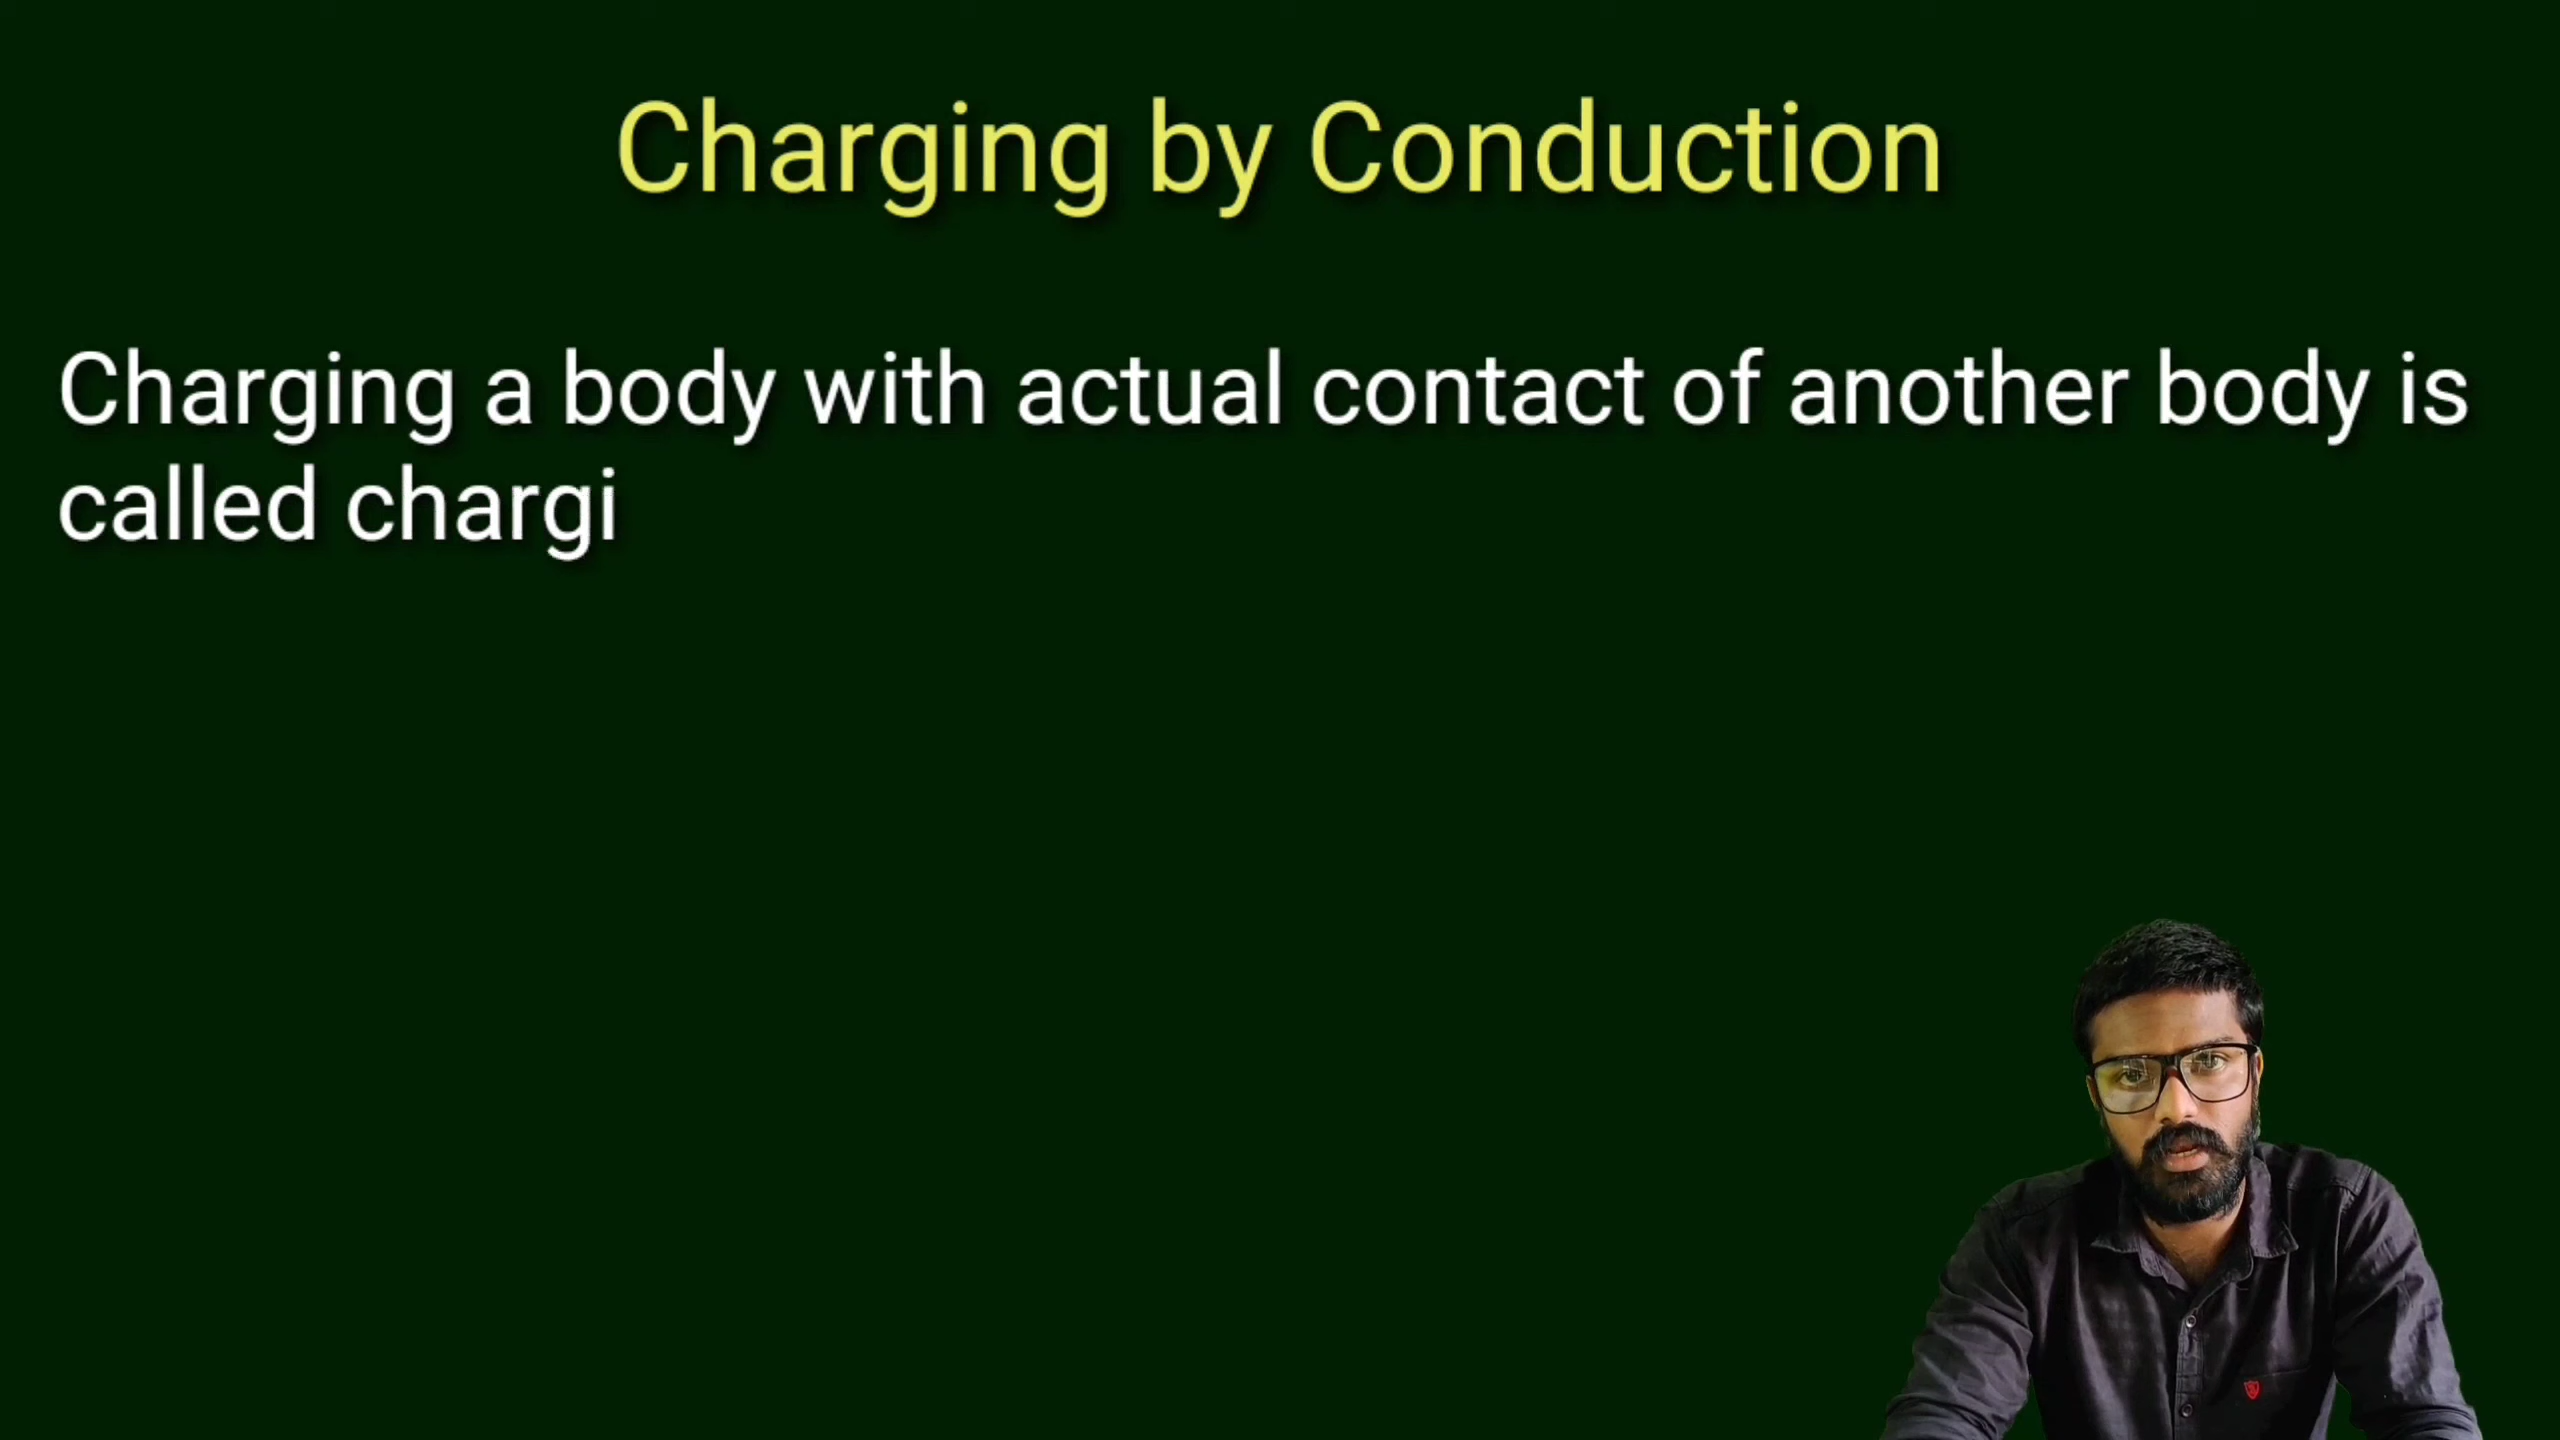 Charging by Conduction
Charging a body with actual contact of another body is
called chargi